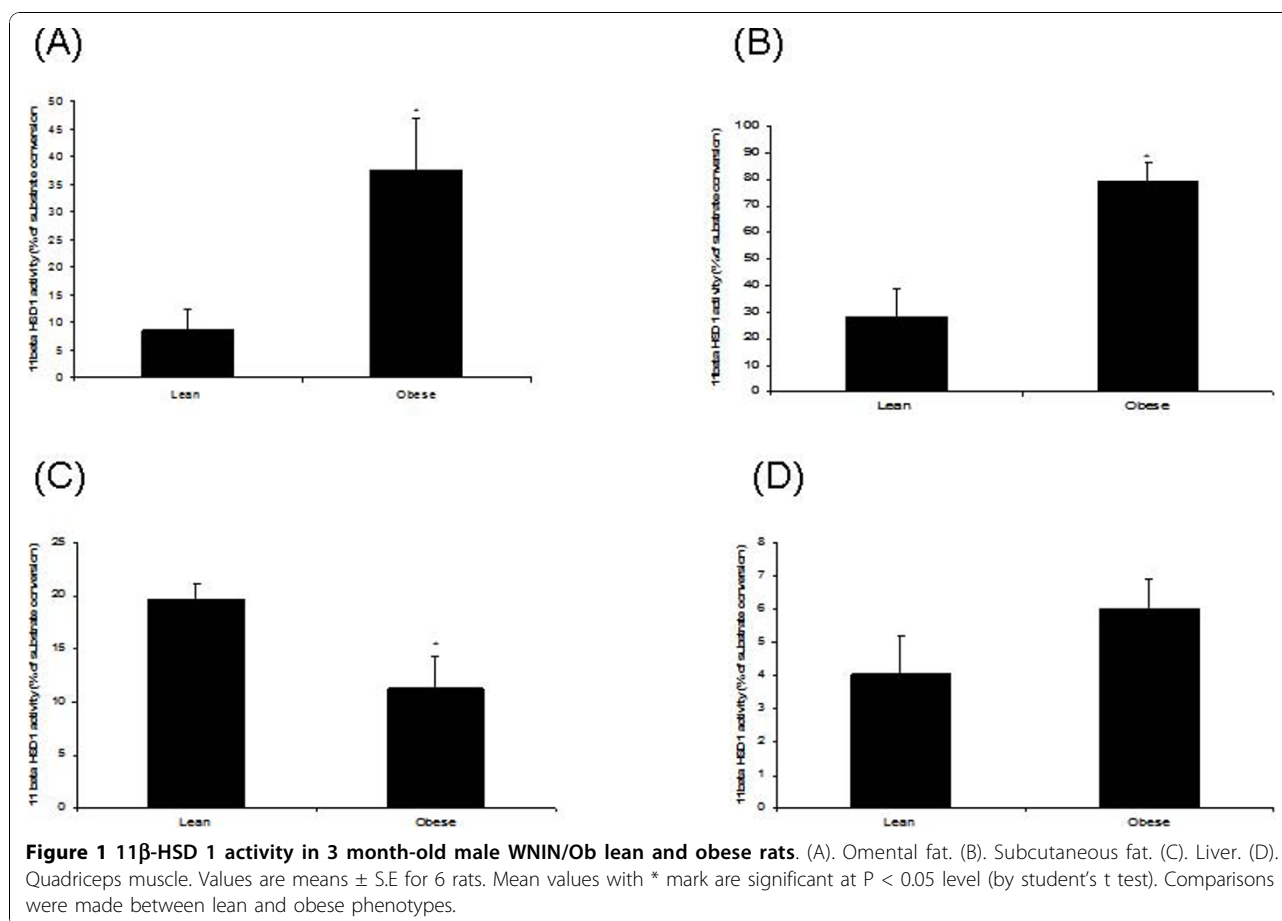 (A)
(B)
11beta HSD1 activity (% of substrate conversion
50
45
40
35
30
25
20
15
10
5
0
*
Lean
Obese
11beta HSD1 activity (% of substrate conversion)
100
90
80
70
60
50
40
30
20
10
0
*
Lean
Obese
(C)
(D)
11 beta HSD1 activity (% of substrate conversion)
25
20
15
10
5
0
*
Lean
Obese
11beta HSD1 activity (% of substrate conversion)
8
7
6
5
4
3
2
1
0
Lean
Obese
Figure 1 11β-HSD 1 activity in 3 month-old male WNIN/Ob lean and obese rats. (A). Omental fat. (B). Subcutaneous fat. (C). Liver. (D).
Quadriceps muscle. Values are means ± S.E for 6 rats. Mean values with * mark are significant at P < 0.05 level (by student's t test). Comparisons
were made between lean and obese phenotypes.